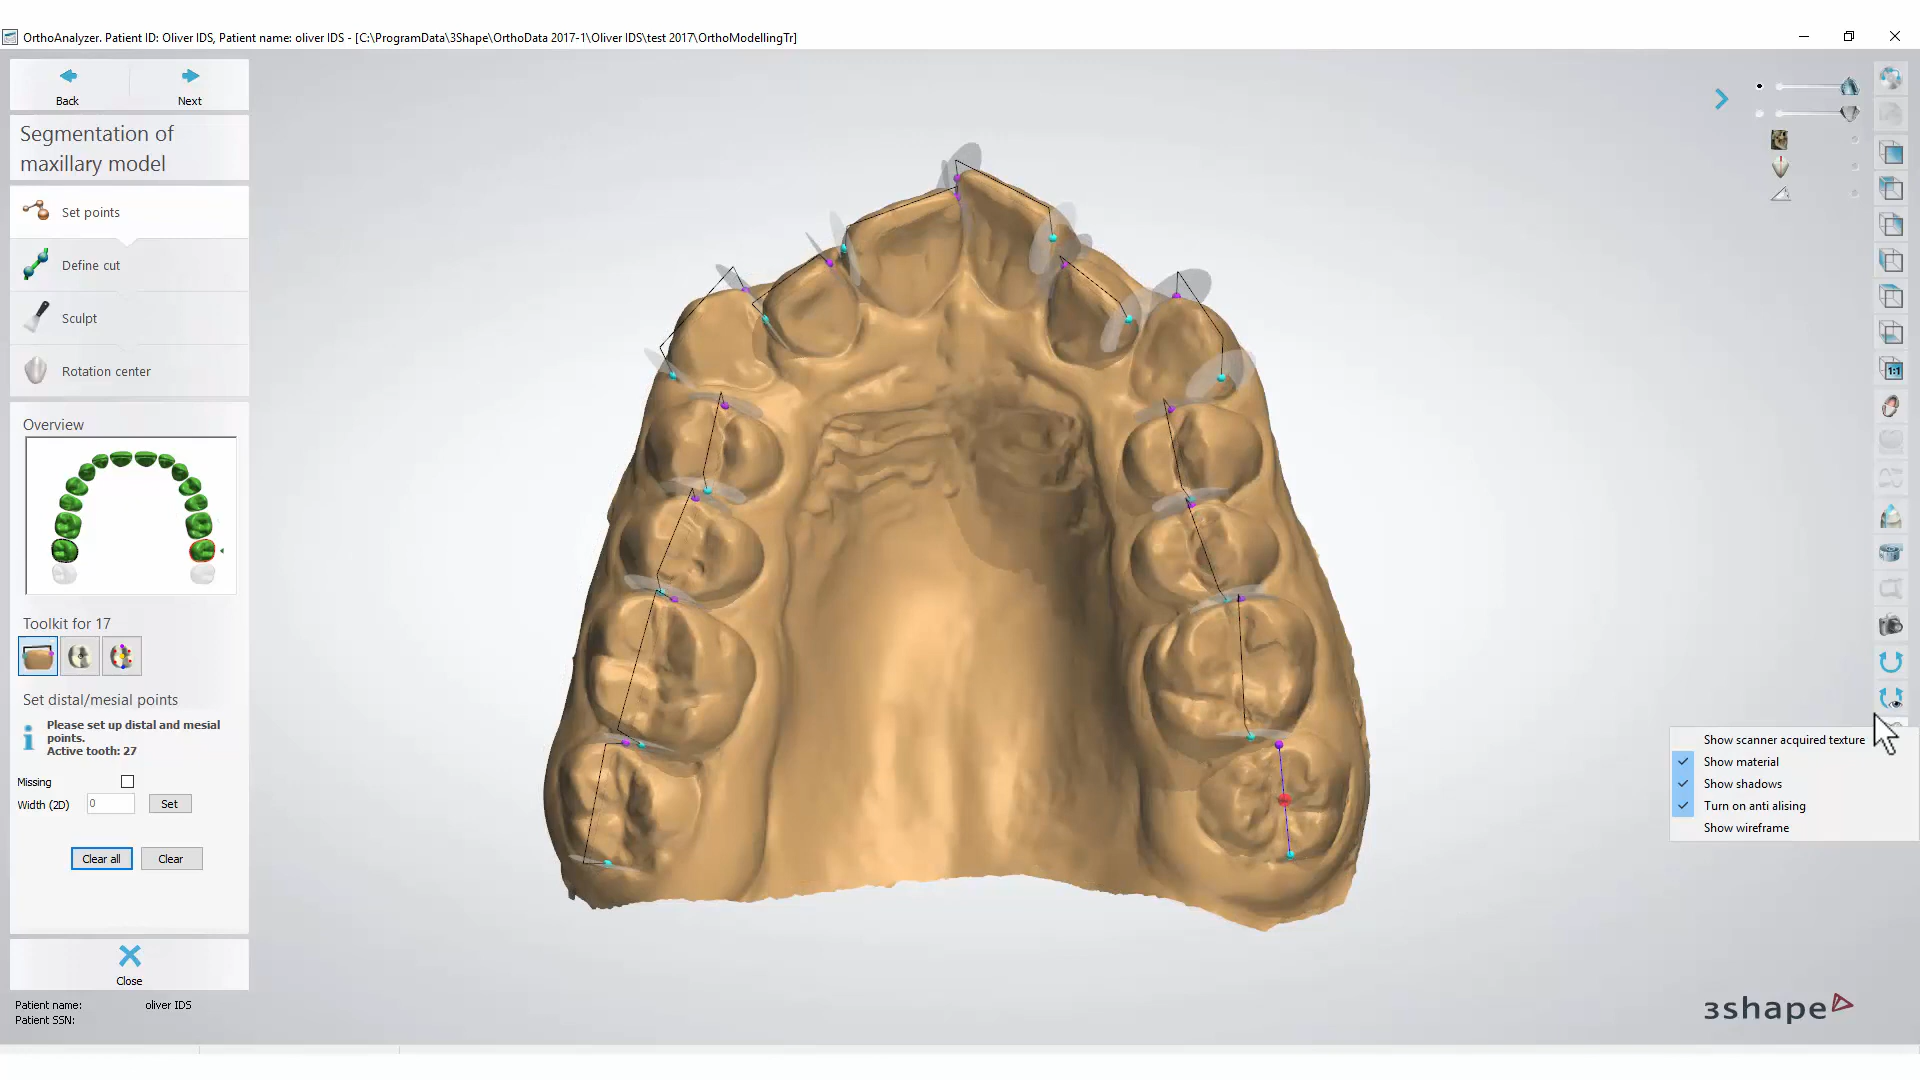 OrthoAnalyzer. Patient ID: Oliver IDS, Patient name: oliver IDS - [C:\ProgramData\3Shape\OrthoData 2017-1\Oliver IDS\test 2017\OrthoModellingTr]
Back
Next
Segmentation of
maxillary model
Set points
Define cut
Sculpt
Rotation center
Overview
Toolkit for 17
Set distal/mesial points
Please set up distal and mesial
points.
Active tooth: 27
Missing
Width (2D)
0
Set
Clear all
Clear
Close
Patient name:
oliver IDS
Patient SSN:
1:1
Show scanner acquired texture
Show material
Show shadows
Turn on anti alising
Show wireframe
3shape